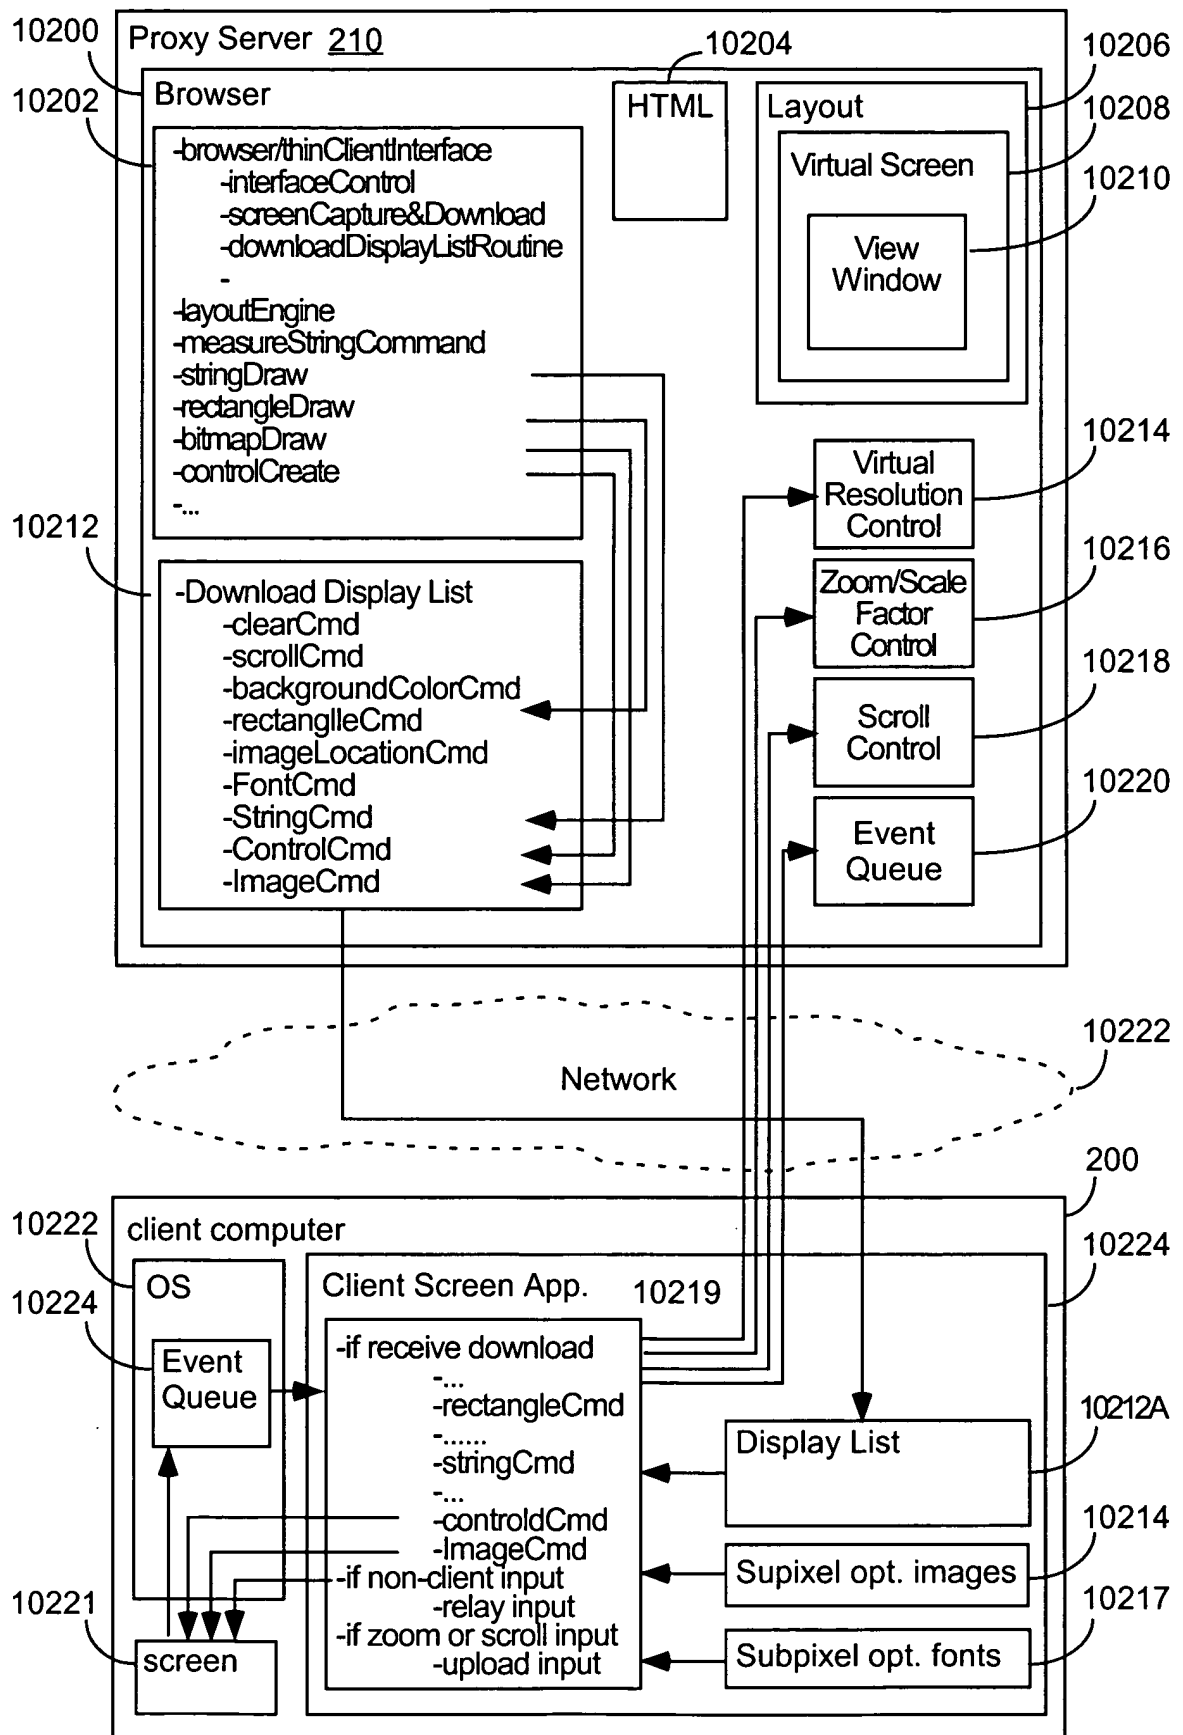 10200
Proxy Server 210
10204
10206
10202
Browser
HTML
Layout
10208
-browser/thinClientInterface
-interfaceControl
-screenCapture&Download
-downloadDisplayListRoutine
-
-layoutEngine
-measureStringCommand
-stringDraw
-rectangleDraw
-bitmapDraw
-controlCreate
-...
Virtual Screen
10210
View
Window
10214
Virtual
Resolution
Control
10212
10216
-Download Display List
-clearCmd
-scrollCmd
-backgroundColorCmd
-rectanglleCmd
-imageLocationCmd
-FontCmd
-StringCmd
-ControlCmd
-ImageCmd
Zoom/Scale
Factor
Control
10218
Scroll
Control
10220
Event
Queue
10222
Network
200
10222
client computer
10224
OS
Client Screen App.
10219
10224
Event
Queue
-if receive download
-...
-rectangleCmd
-......
-stringCmd
-...
-controldCmd
-ImageCmd
-if non-client input
-relay input
-if zoom or scroll input
-upload input
10212A
Display List
10214
Supixel opt. images
10221
10217
screen
Subpixel opt. fonts